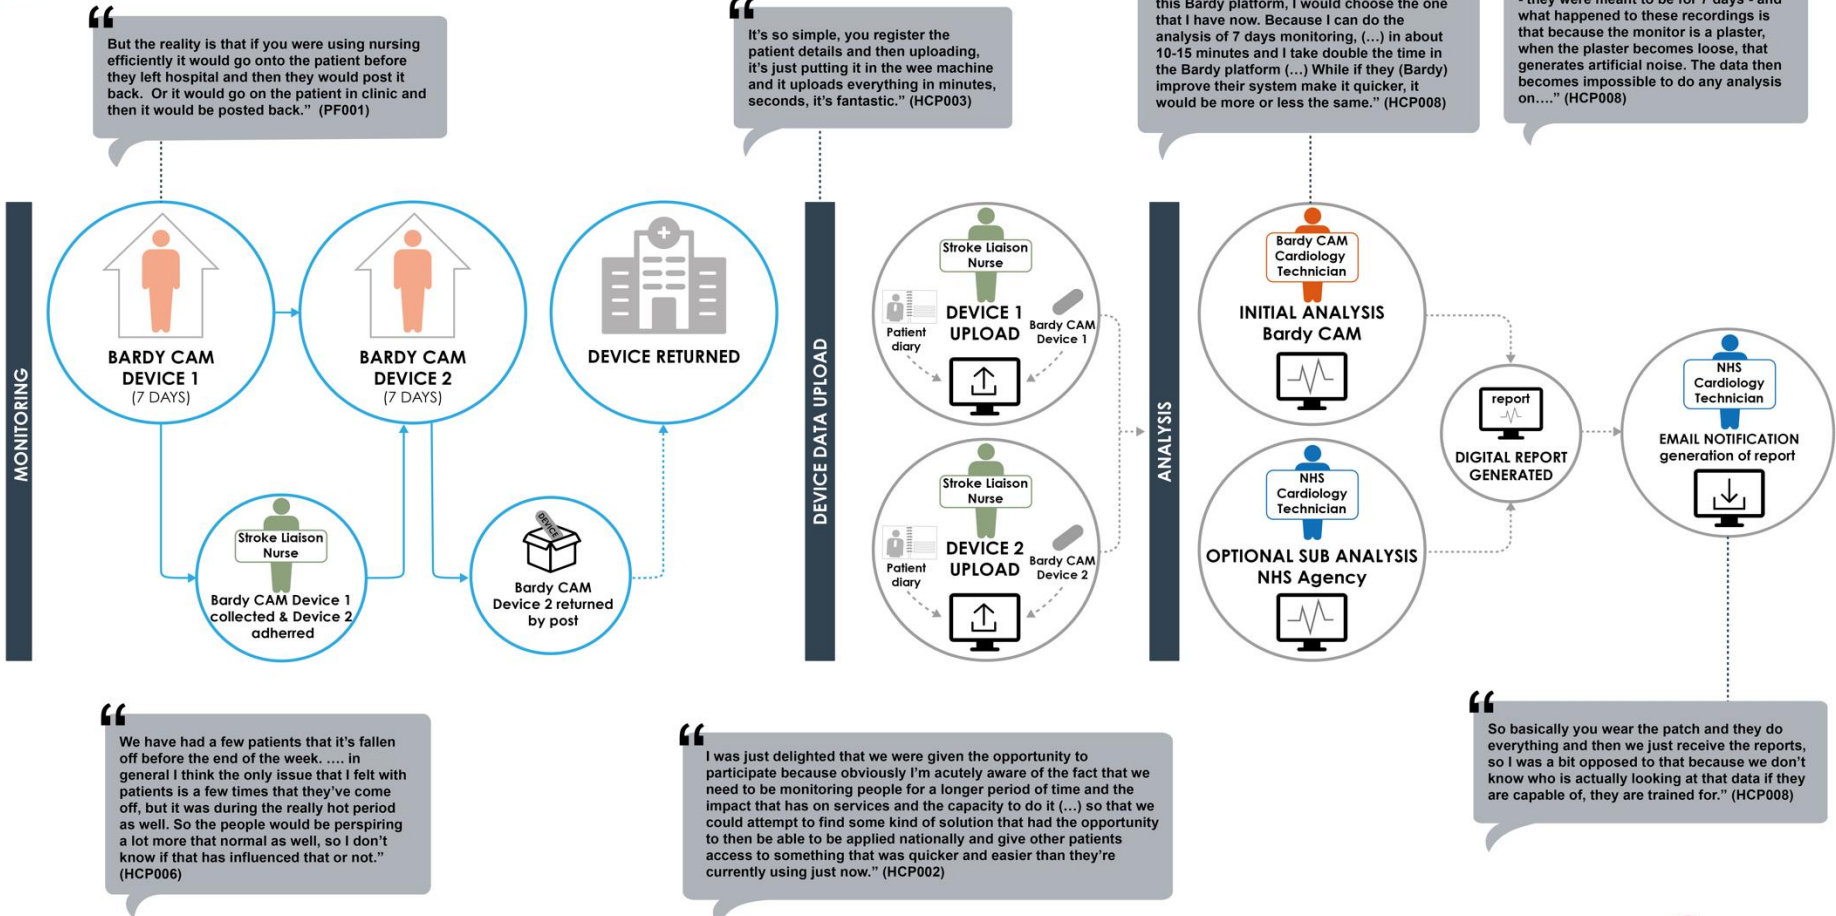 “
But the reality is that if you were using nursing
efficiently it would go onto the patient before
they left hospital and then they would post it
back.  Or it would go on the patient in clinic and
then it would be posted back.”  (PF001)
“
It’s so simple, you register the
patient details and then uploading,
it’s just putting it in the wee machine
and it uploads everything in minutes,
seconds, it’s fantastic.” (HCP003)
this Bardy platform, I would choose the one
that I have now. Because I can do the
analysis of 7 days monitoring, (…) in about
10-15 minutes and I take double the time in
the Bardy platform (…) While if they (Bardy)
improve their system make it quicker, it
would be more or less the same.” (HCP008)
- they were meant to be for 7 days - and
what happened to these recordings is
that because the monitor is a plaster,
when the plaster becomes loose, that
generates artificial noise. The data then
becomes impossible to do any analysis
on….” (HCP008)
MONITORING
BARDY CAM
DEVICE 1
(7 DAYS)
BARDY CAM
DEVICE 2
(7 DAYS)
DEVICE RETURNED
Stroke Liaison
Nurse
Bardy CAM Device 1
collected & Device 2
adherred
DEVICE
Bardy CAM
Device 2 returned
by post
DEVICE DATA UPLOAD
Stroke Liaison
Nurse
Patient
diary
DEVICE 1
UPLOAD
Bardy CAM
Device 1
Stroke Liaison
Nurse
Patient
diary
DEVICE 2
UPLOAD
Bardy CAM
Device 2
ANALYSIS
Bardy CAM
Cardiology
Technician
INITIAL ANALYSIS
Bardy CAM
NHS
Cardiology
Technician
OPTIONAL SUB ANALYSIS
NHS Agency
report
DIGITAL REPORT
GENERATED
NHS
Cardiology
Technician
EMAIL NOTIFICATION
generation of report
“
We have had a few patients that it’s fallen
off before the end of the week. …. in
general I think the only issue that I felt with
patients is a few times that they’ve come
off, but it was during the really hot period
as well. So the people would be perspiring
a lot more that normal as well, so I don’t
know if that has influenced that or not.”
(HCP006)
“
I was just delighted that we were given the opportunity to
participate because obviously I’m acutely aware of the fact that we
need to be monitoring people for a longer period of time and the
impact that has on services and the capacity to do it (…) so that we
could attempt to find some kind of solution that had the opportunity
to then be able to be applied nationally and give other patients
access to something that was quicker and easier than they’re
currently using just now.” (HCP002)
“
So basically you wear the patch and they do
everything and then we just receive the reports,
so I was a bit opposed to that because we don’t
know who is actually looking at that data if they
are capable of, they are trained for.” (HCP008)